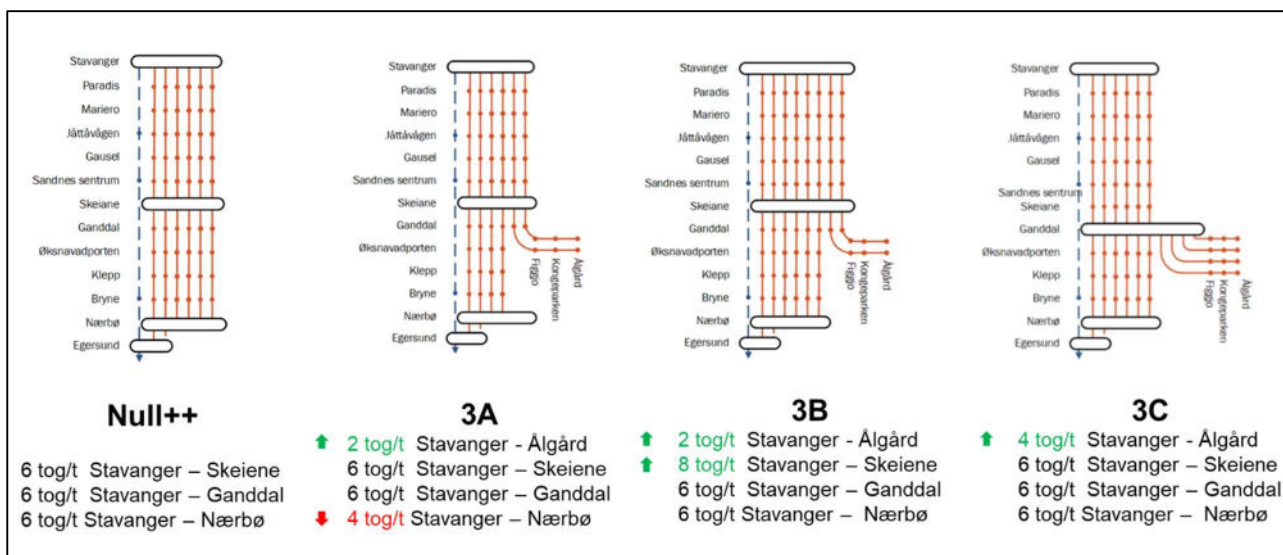 Stavanger
Paradis
Mariero
Jåttåvågen
Gausel
Sandnes sentrum
Skeiane
Ganddal
Øksnavadporten
Klepp
Bryne
Nærbø
Egersund
Null++
6 tog/t Stavanger – Skeiene
6 tog/t Stavanger – Ganddal
6 tog/t Stavanger – Nærbø
Stavanger
Paradis
Mariero
Jåttåvågen
Gausel
Sandnes sentrum
Skeiane
Ganddal
Øksnavadporten
Klepp
Bryne
Nærbø
Egersund
Figgjo
Kongeparken
Ålgård
3A
2 tog/t Stavanger - Ålgård
6 tog/t Stavanger – Skeiene
6 tog/t Stavanger – Ganddal
4 tog/t Stavanger – Nærbø
Stavanger
Paradis
Mariero
Jåttåvågen
Gausel
Sandnes sentrum
Skeiane
Ganddal
Øksnavadporten
Klepp
Bryne
Nærbø
Egersund
Figgjo
Kongeparken
Ålgård
3B
2 tog/t Stavanger - Ålgård
8 tog/t Stavanger – Skeiene
6 tog/t Stavanger – Ganddal
6 tog/t Stavanger – Nærbø
Stavanger
Paradis
Mariero
Jåttåvågen
Gausel
Sandnes sentrum
Skeiane
Ganddal
Øksnavadporten
Klepp
Bryne
Nærbø
Egersund
Figgjo
Kongeparken
Ålgård
3C
4 tog/t Stavanger – Ålgård
6 tog/t Stavanger – Skeiene
6 tog/t Stavanger – Ganddal
6 tog/t Stavanger – Nærbø